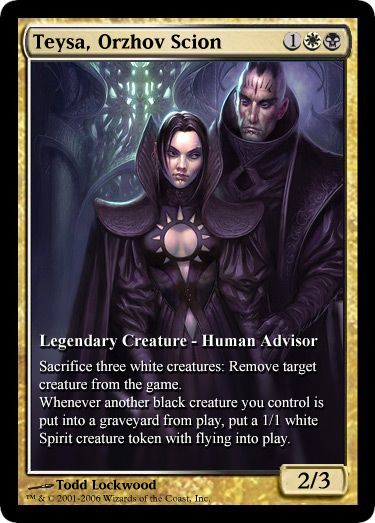 Teysa, Orzhov Scion 1
Legendary Creature - Human Advisor
Sacrifice three white creatures: Remove target
creature from the game.
Whenever another black creature you control is
put into a graveyard from play, put a 1/1 white
Spirit creature token with flying into play.
Todd Lockwood
2/3
™ & © 2001-2006 Wizards of the Coast, Inc.